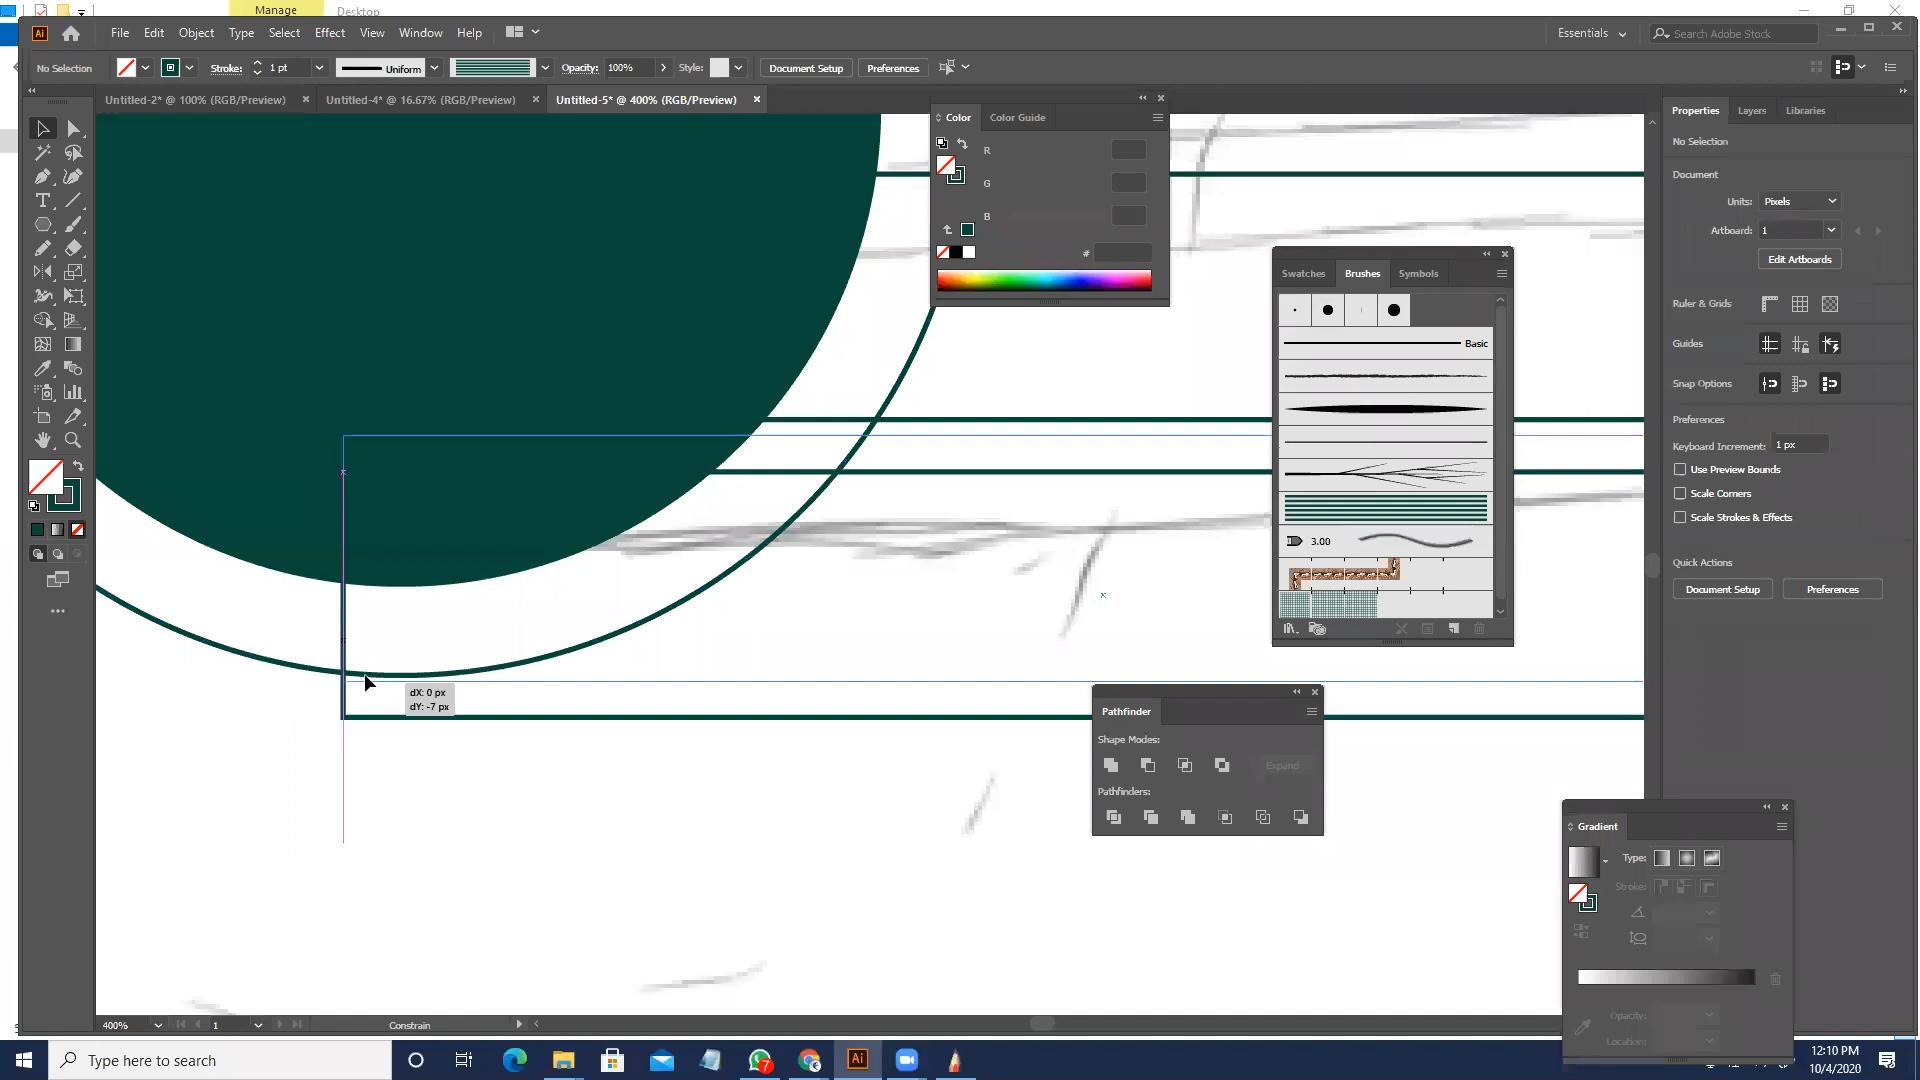 Manage
Desktop
Ai
File Edit Object Type Select Effect View Window Help
Essentials
Search Adobe Stock
No Selection
Stroke: 1 pt
Uniform
Opacity: 100%
Style:
Document Setup
Preferences
Untitled-2* @ 100% (RGB/Preview) ×
Untitled-4* @ 16.67% (RGB/Preview) ×
Untitled-5* @ 400% (RGB/Preview) ×
Color Color Guide
R
G
B
#
Properties Layers Libraries
No Selection
Document
Units: Pixels
Artboard: 1
Edit Artboards
Ruler & Grids
Guides
Snap Options
Preferences
Keyboard Increment: 1 px
Use Preview Bounds
Scale Corners
Scale Strokes & Effects
Quick Actions
Document Setup
Preferences
Swatches Brushes Symbols
Basic
3.00
dX: 0 px
dY: -7 px
Pathfinder
Shape Modes:
Expand
Pathfinders:
Gradient
Type:
Stroke:
Opacity:
Location:
400%
1
Constrain
Type here to search
7
Ai
12:10 PM
10/4/2020